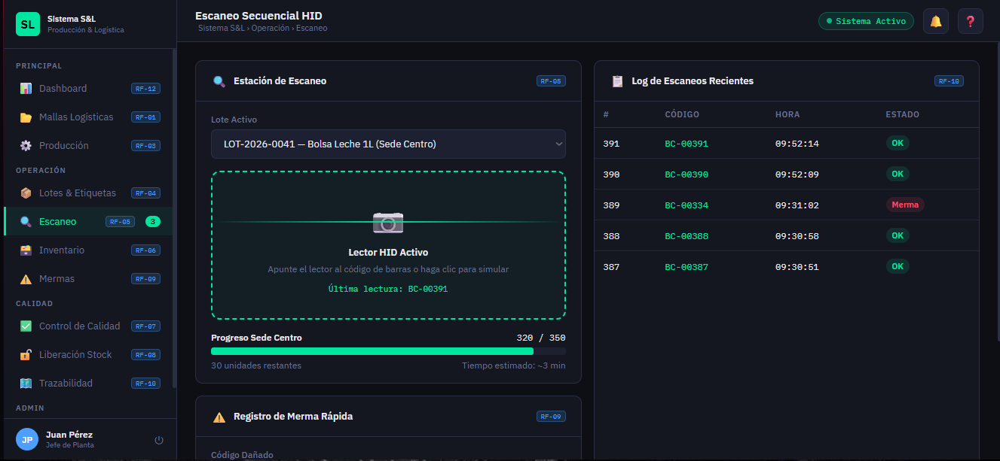 SL
Sistema S&L
Producción & Logística
PRINCIPAL
Dashboard RF-12
Mallas Logísticas RF-01
Producción RF-03
OPERACIÓN
Lotes & Etiquetas RF-04
Escaneo RF-05 3
Inventario RF-06
Mermas RF-09
CALIDAD
Control de Calidad RF-07
Liberación Stock RF-08
Trazabilidad RF-10
ADMIN
JP
Juan Pérez
Jefe de Planta
Escaneo Secuencial HID
Sistema S&L › Operación › Escaneo
Sistema Activo
Estación de Escaneo RF-05
Lote Activo
LOT-2026-0041 — Bolsa Leche 1L (Sede Centro)
Lector HID Activo
Apunte el lector al código de barras o haga clic para simular
Última lectura: BC-00391
Progreso Sede Centro 320 / 350
30 unidades restantes Tiempo estimado: ~3 min
Registro de Merma Rápida RF-09
Código Dañado
Log de Escaneos Recientes RF-10
# CÓDIGO HORA ESTADO
391 BC-00391 09:52:14 OK
390 BC-00390 09:52:09 OK
389 BC-00334 09:31:02 Merma
388 BC-00388 09:30:58 OK
387 BC-00387 09:30:51 OK